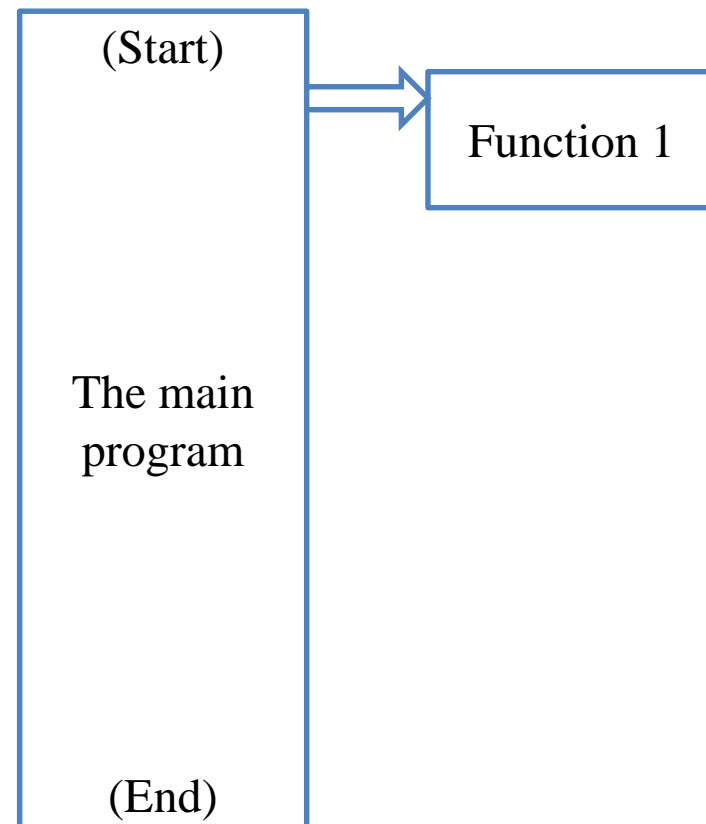 (Start)
Function 1
The main
program
(End)